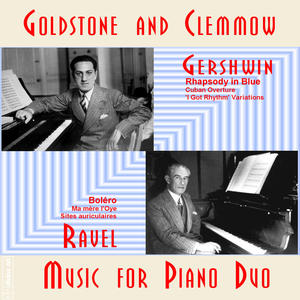 Goldstone and Clemmow
Gershwin
Rhapsody in Blue
Cuban Overture
'I Got Rhythm' Variations
Boléro
Ma mère l'Oye
Sites auriculaires
Ravel
Music for Piano Duo